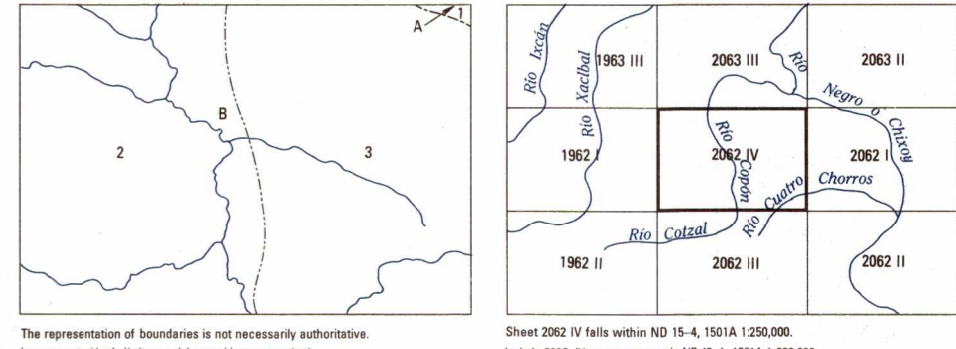 A
1
B
2
3
The representation of boundaries is not necessarily authoritative.
Río Ixcán
Río Xaclbal
1963 III
2063 III
Río
2063 II
Negro o Chixoy
1962 I
2062 IV
Río Copón
2062 I
Río Cuatro Chorros
Río Cotzal
1962 II
2062 III
2062 II
Sheet 2062 IV falls within ND 15–4, 1501A 1:250,000.